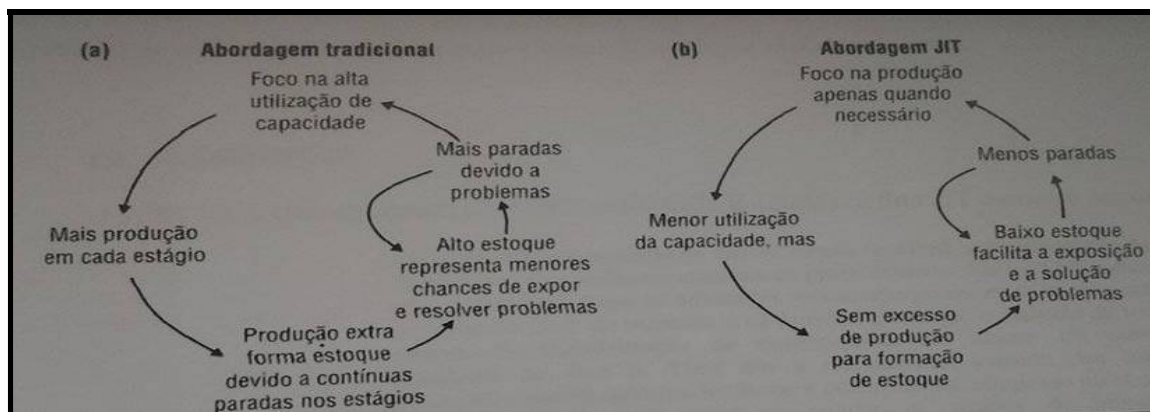 (a) Abordagem tradicional
Foco na alta
utilização de
capacidade
Mais paradas
devido a
problemas
Mais produção
em cada estágio
Alto estoque
representa menores
chances de expor
e resolver problemas
Produção extra
forma estoque
devido a contínuas
paradas nos estágios
(b) Abordagem JIT
Foco na produção
apenas quando
necessário
Menos paradas
Menor utilização
da capacidade, mas
Baixo estoque
facilita a exposição
e a solução
de problemas
Sem excesso
de produção
para formação
de estoque